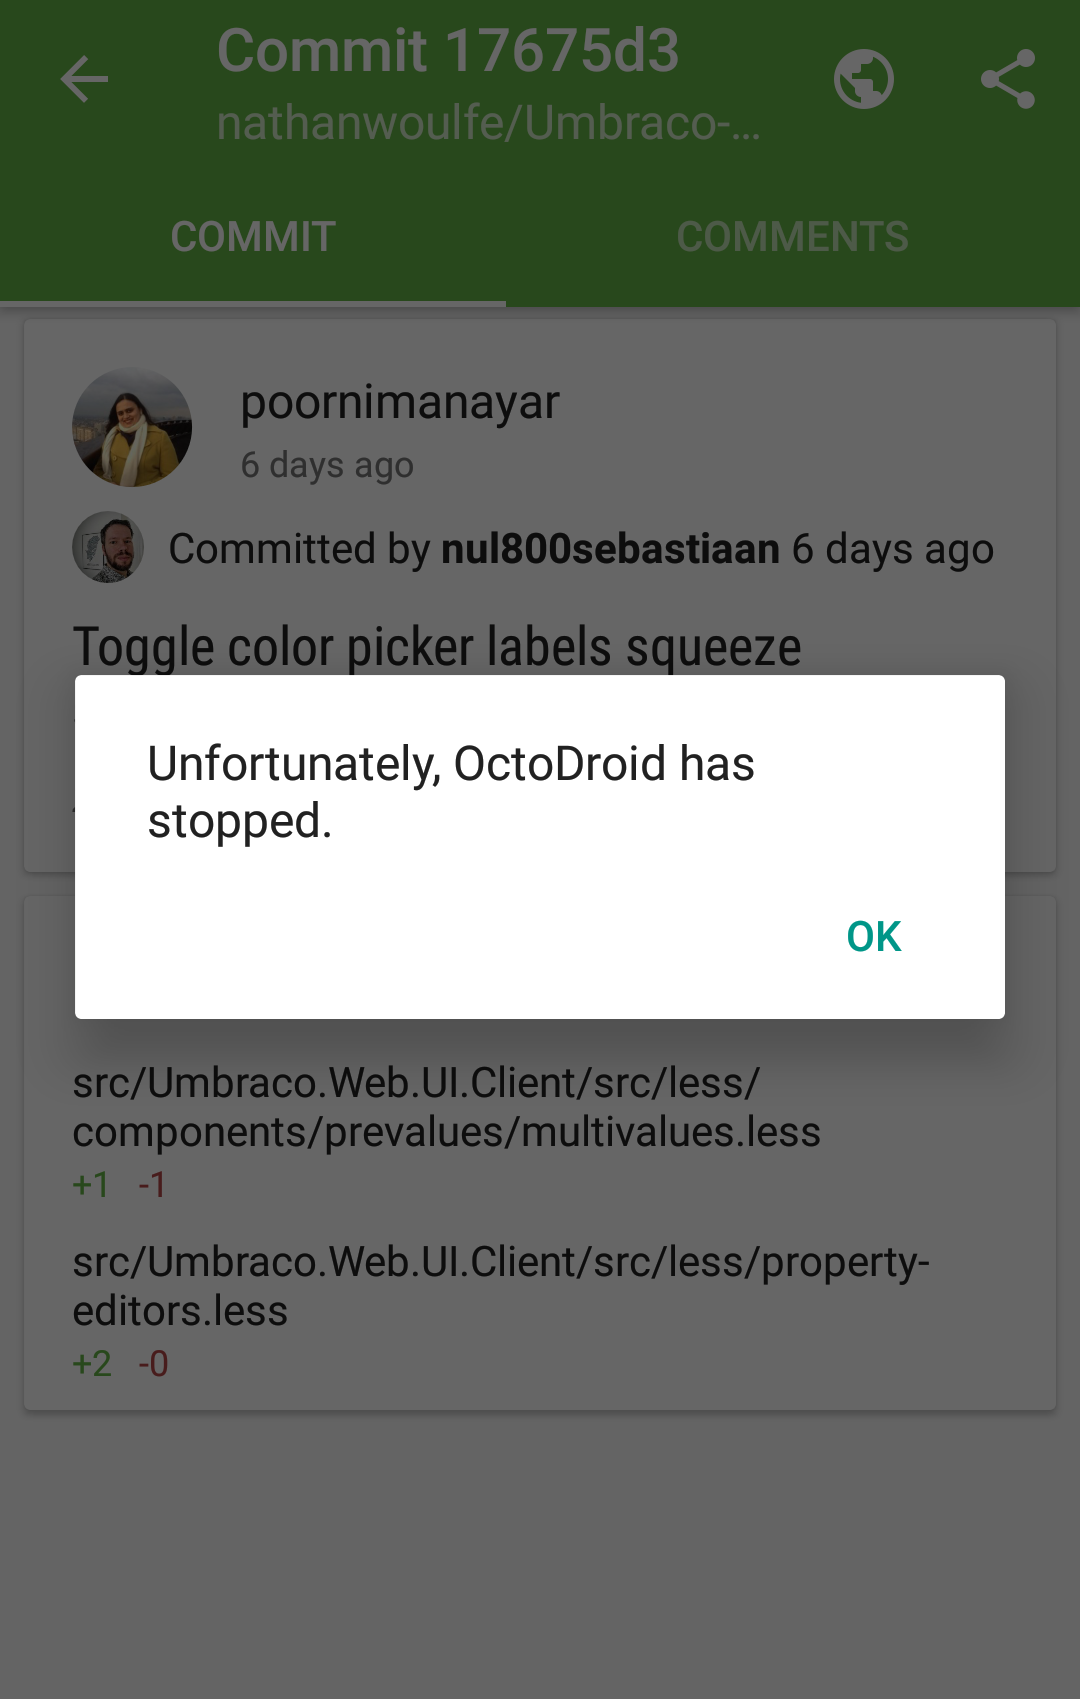 Commit 17675d3
nathanwoulfe/Umbraco-…
COMMIT
COMMENTS
poornimanayar
6 days ago
Committed by nul800sebastiaan 6 days ago
Toggle color picker labels squeeze
Unfortunately, OctoDroid has
stopped.
OK
src/Umbraco.Web.UI.Client/src/less/
components/prevalues/multivalues.less
+1 -1
src/Umbraco.Web.UI.Client/src/less/property-
editors.less
+2 -0